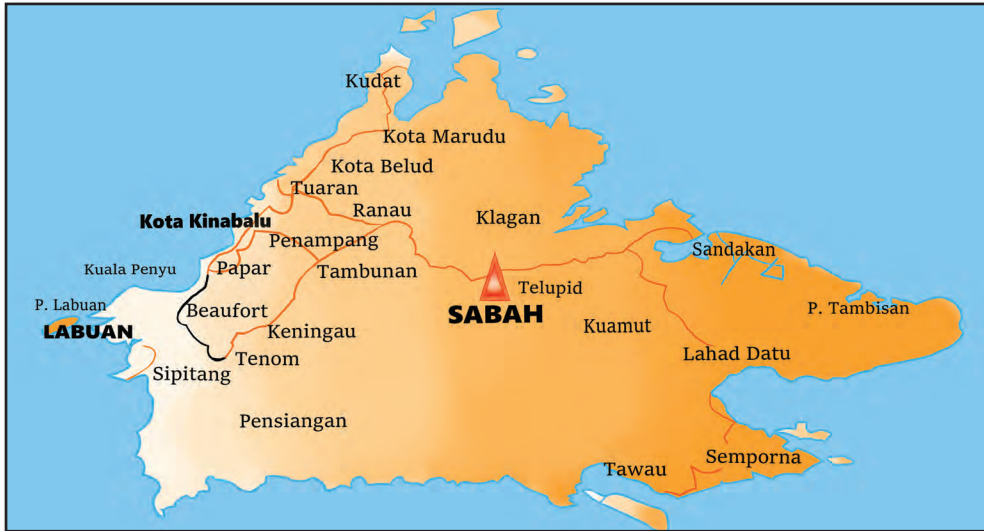 Kudat
Kota Marudu
Kota Belud
Tuaran
Ranau
Klagan
Kota Kinabalu
Penampang
Sandakan
Kuala Penyu
Papar
Tambunan
Telupid
P. Labuan
Beaufort
SABAH
P. Tambisan
LABUAN
Keningau
Kuamut
Tenom
Lahad Datu
Sipitang
Pensiangan
Semporna
Tawau